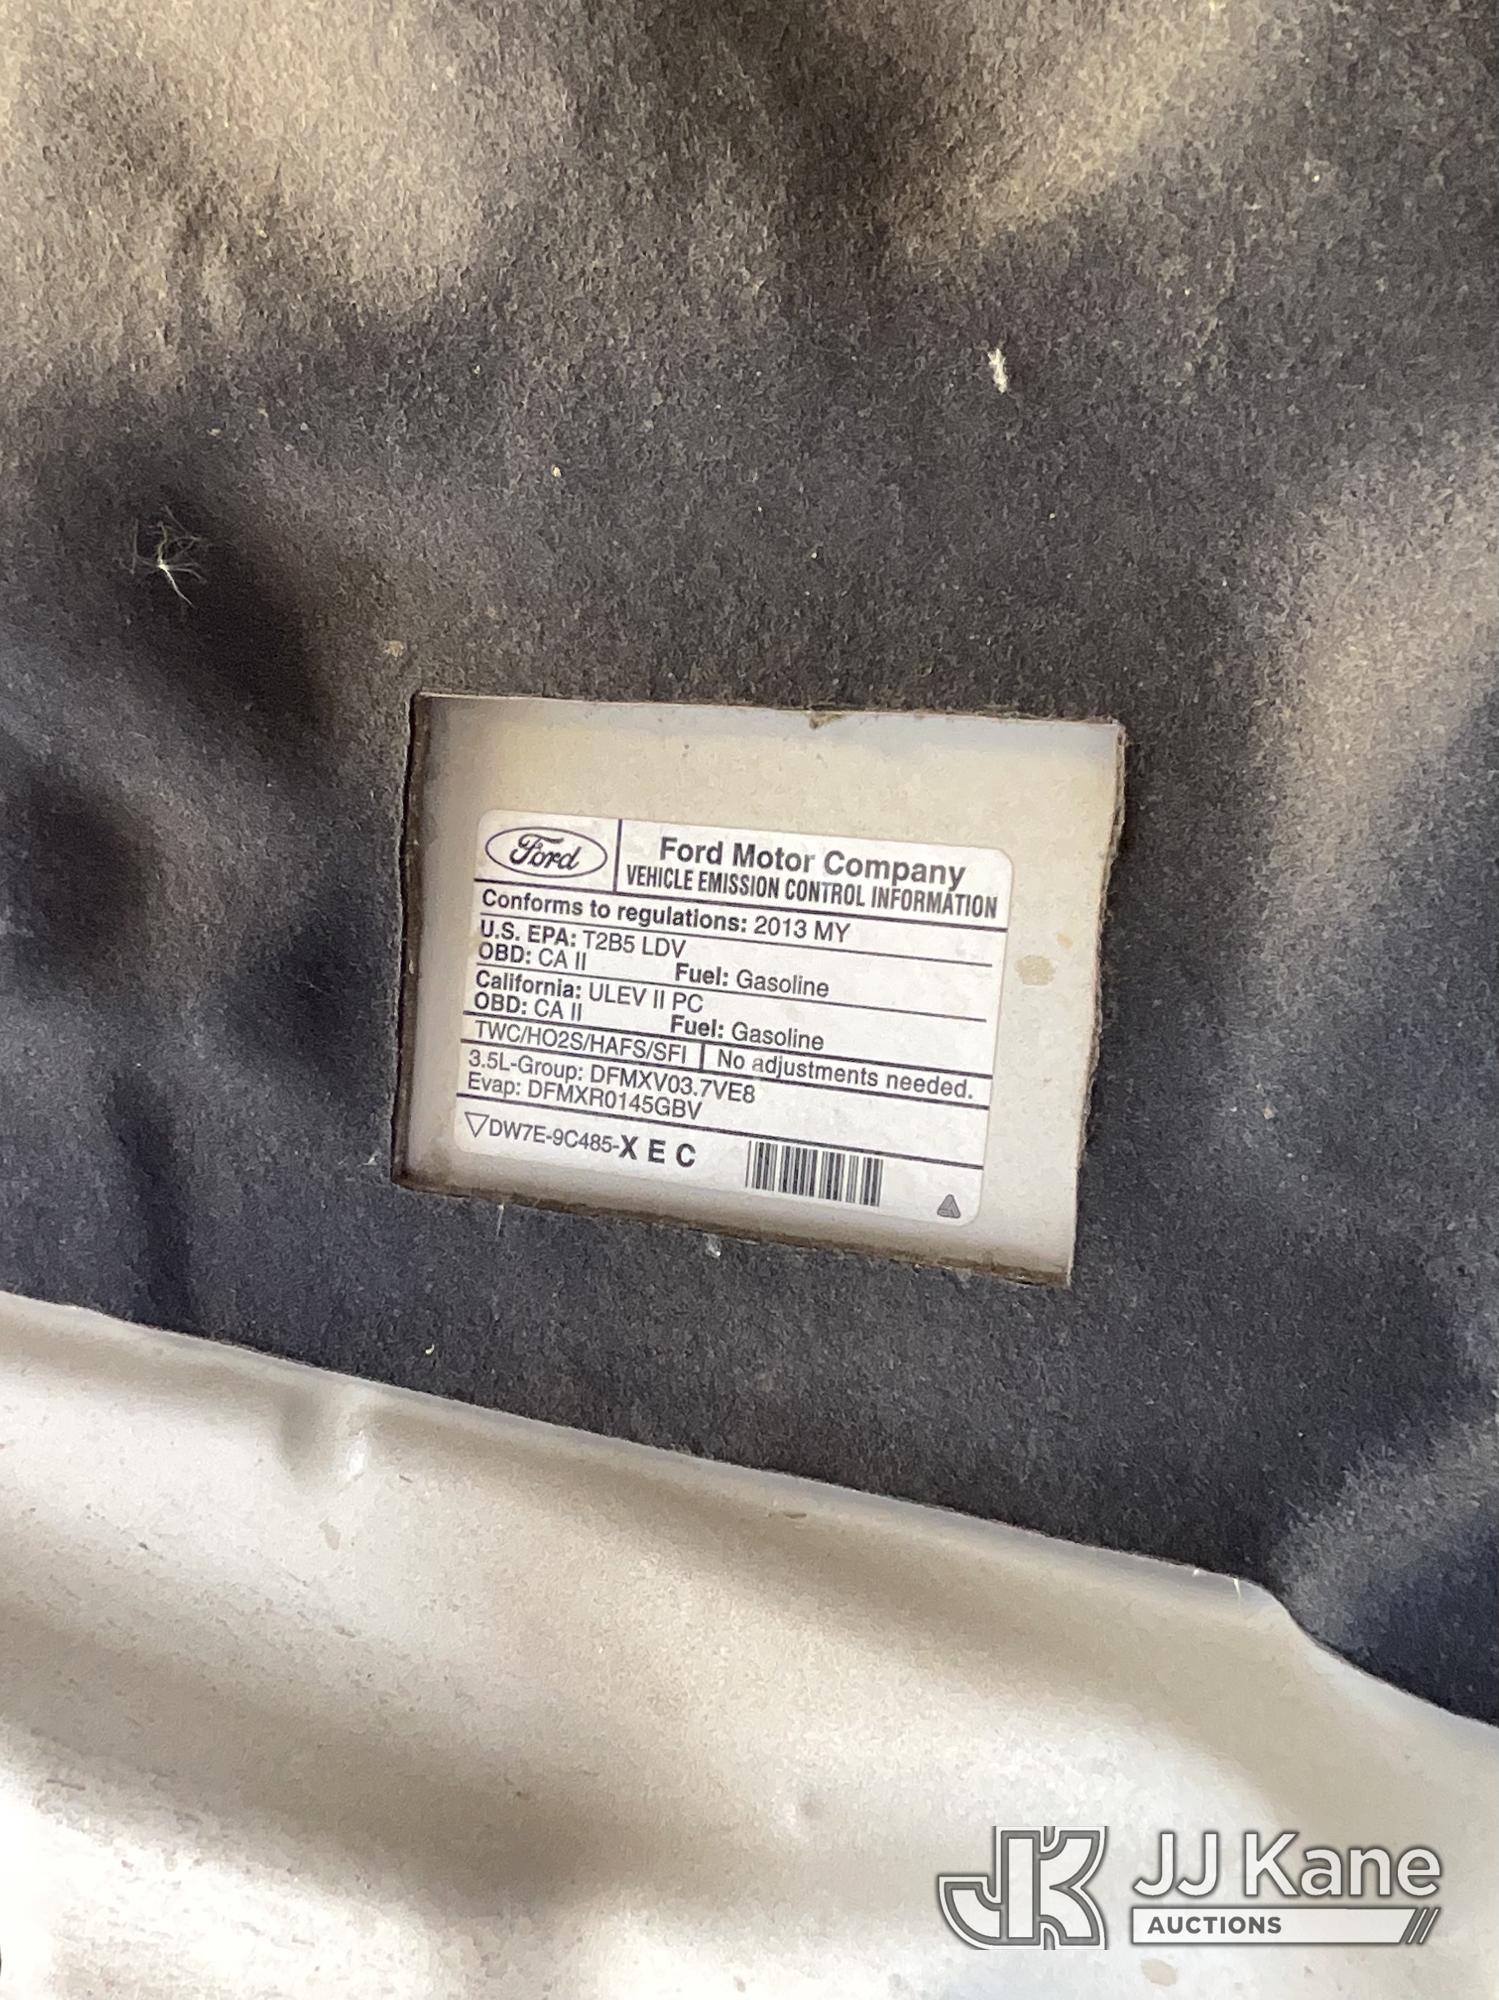 Ford
Ford Motor Company
VEHICLE EMISSION CONTROL INFORMATION
Conforms to regulations: 2013 MY
U.S. EPA: T2B5 LDV
OBD: CA II Fuel: Gasoline
California: ULEV II PC
OBD: CA II Fuel: Gasoline
TWC/HO2S/HAFS/SFI No adjustments needed.
3.5L-Group: DFMXV03.7VE8
Evap: DFMXR0145GBV
DW7E-9C485-X E C
JK JJ Kane
AUCTIONS